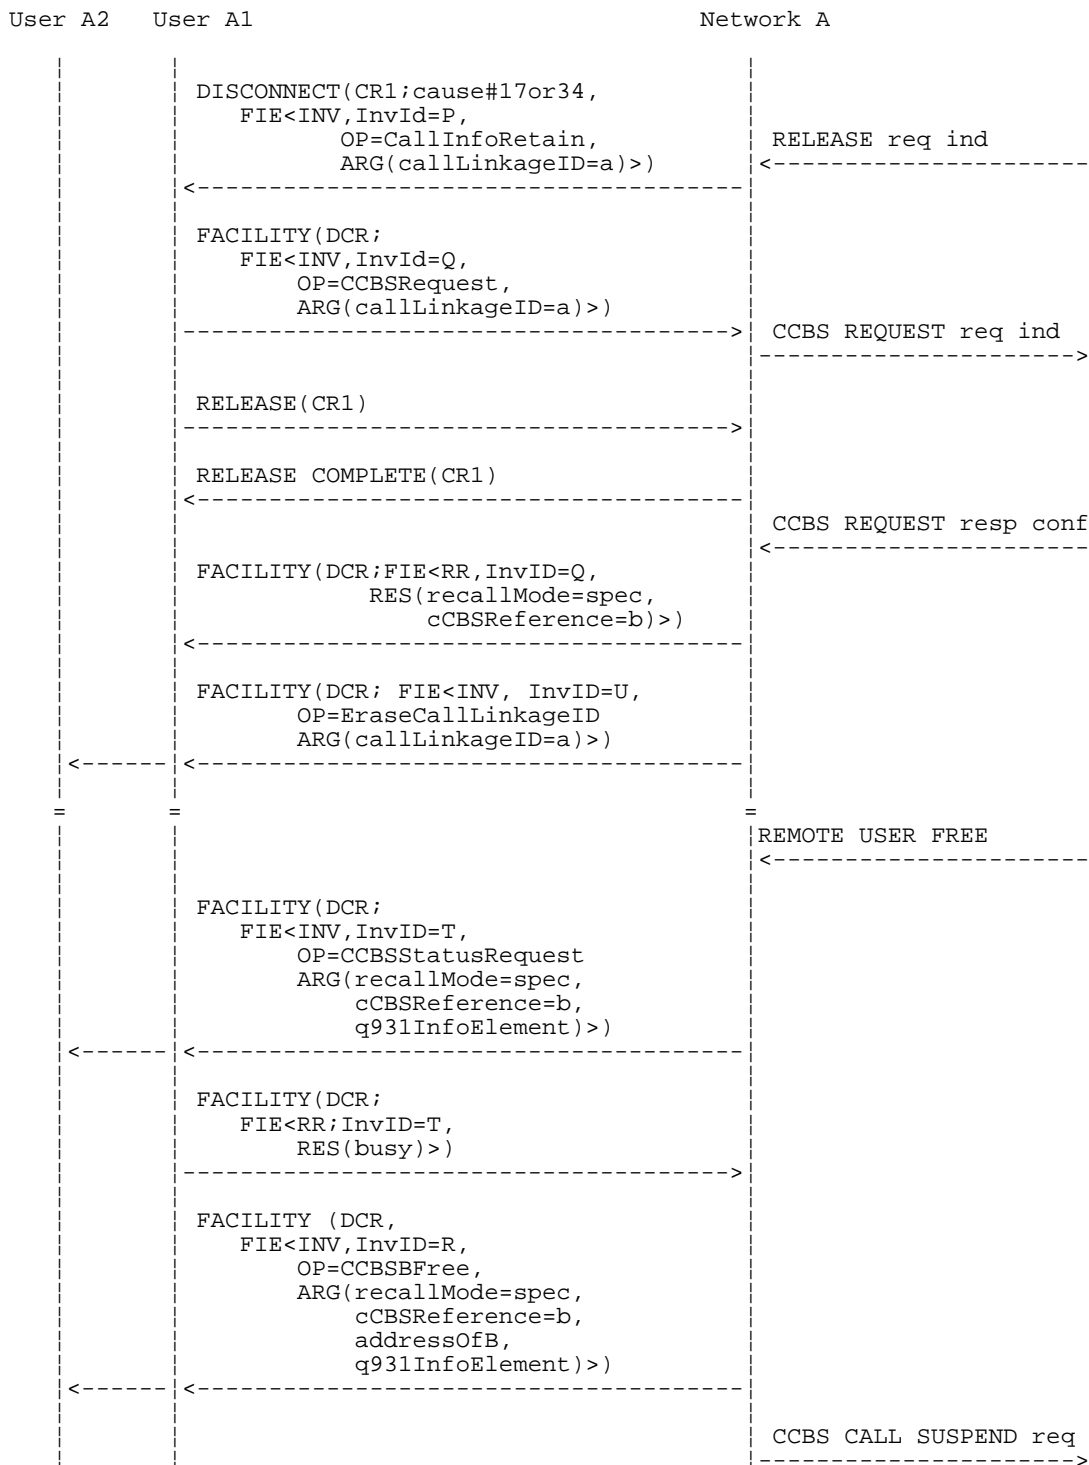 User A2 User A1 Network A
DISCONNECT(CR1;cause#17or34,
FIE<INV,InvId=P,
OP=CallInfoRetain,
RELEASE req ind
ARG(callLinkageID=a)>)
FACILITY(DCR;
FIE<INV,InvId=Q,
OP=CCBSRequest,
ARG(callLinkageID=a)>)
CCBS REQUEST req ind
RELEASE(CR1)
RELEASE COMPLETE(CR1)
CCBS REQUEST resp conf
FACILITY(DCR;FIE<RR,InvID=Q,
RES(recallMode=spec,
cCBSReference=b)>)
FACILITY(DCR; FIE<INV, InvID=U,
OP=EraseCallLinkageID
ARG(callLinkageID=a)>)
REMOTE USER FREE
FACILITY(DCR;
FIE<INV,InvID=T,
OP=CCBSStatusRequest
ARG(recallMode=spec,
cCBSReference=b,
q931InfoElement)>)
FACILITY(DCR;
FIE<RR;InvID=T,
RES(busy)>)
FACILITY (DCR,
FIE<INV,InvID=R,
OP=CCBSBFree,
ARG(recallMode=spec,
cCBSReference=b,
addressOfB,
q931InfoElement)>)
CCBS CALL SUSPEND req